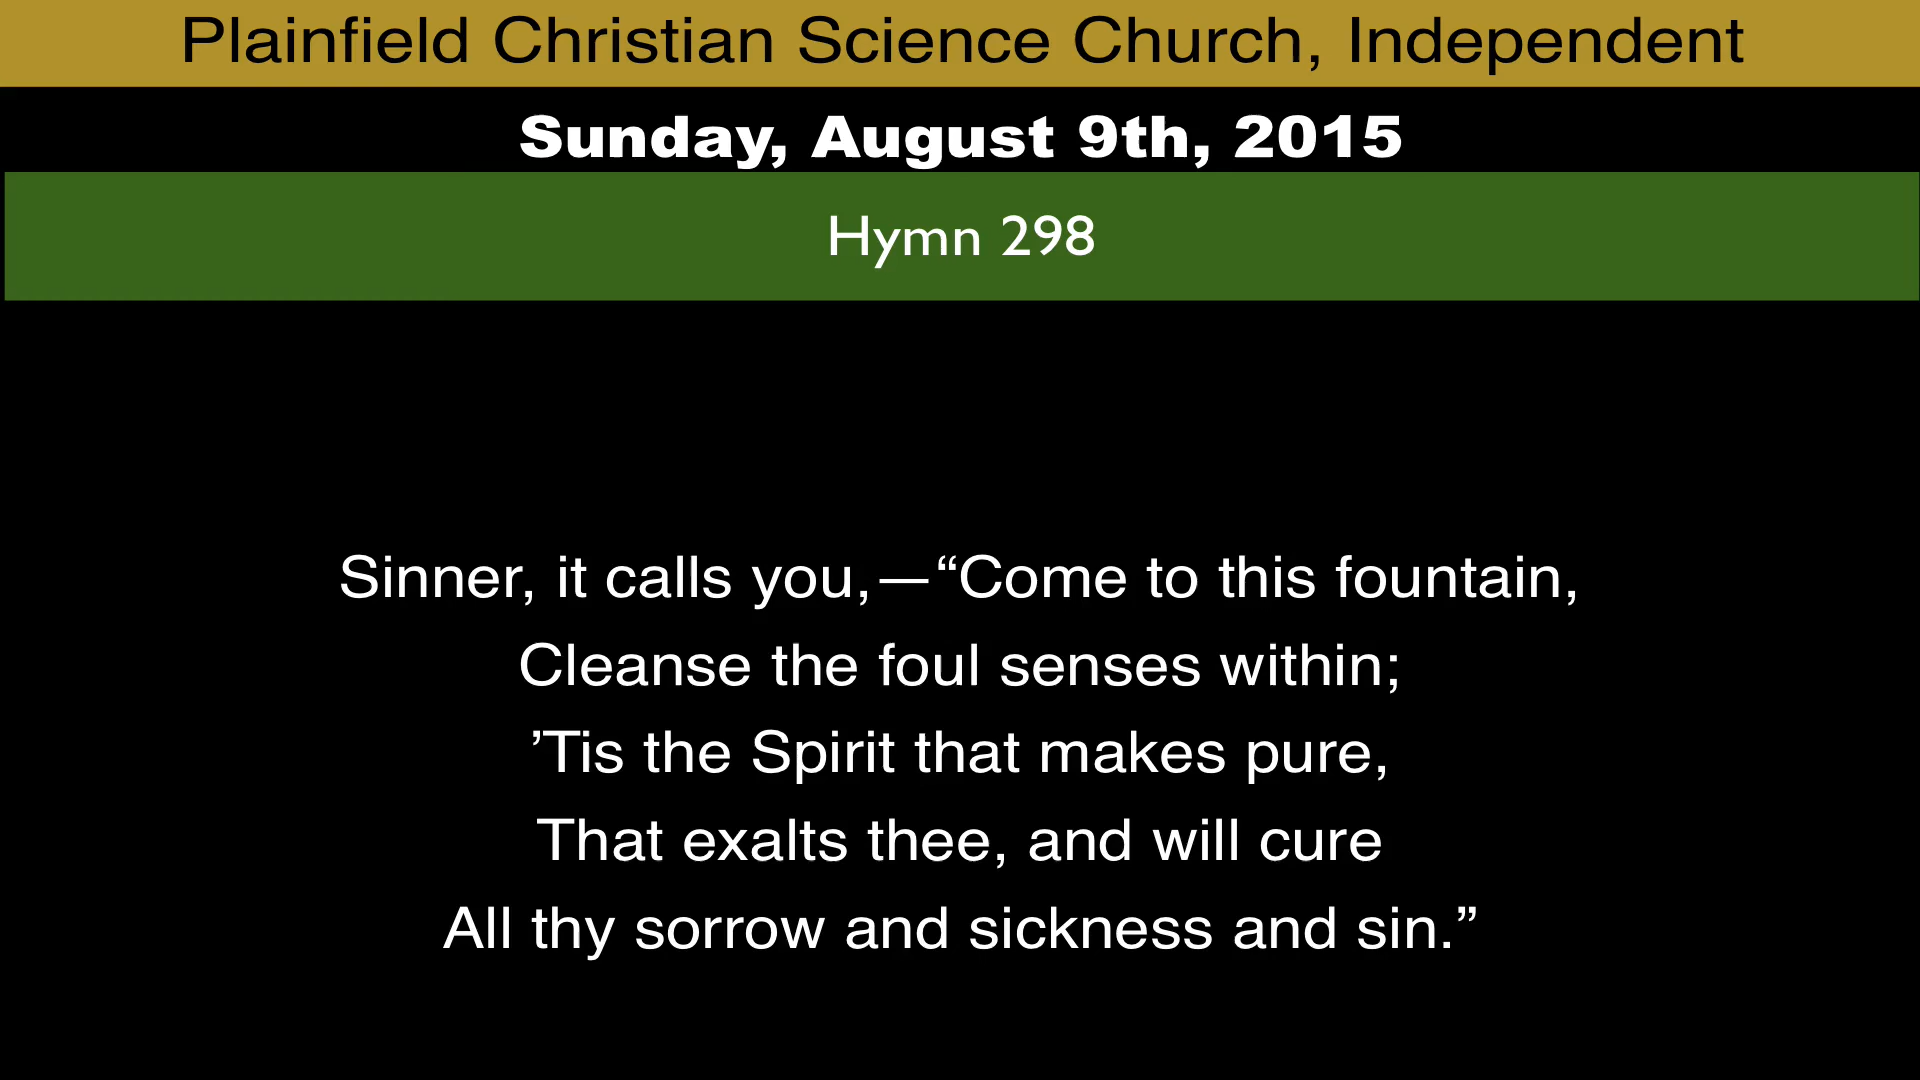 Plainfield Christian Science Church, Independent
Sunday, August 9th, 2015
Hymn 298
Sinner, it calls you,—“Come to this fountain,
Cleanse the foul senses within;
’Tis the Spirit that makes pure,
That exalts thee, and will cure
All thy sorrow and sickness and sin.”